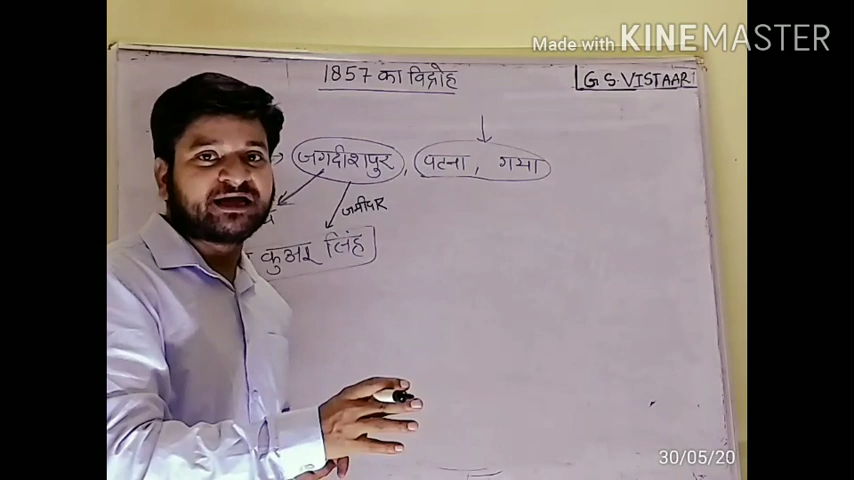 Made with KINEMASTER
1857 का विद्रोह
G.S. VISTAAR
जगदीशपुर, पटना, गया
जमींदार
कुअर सिंह
30/05/20